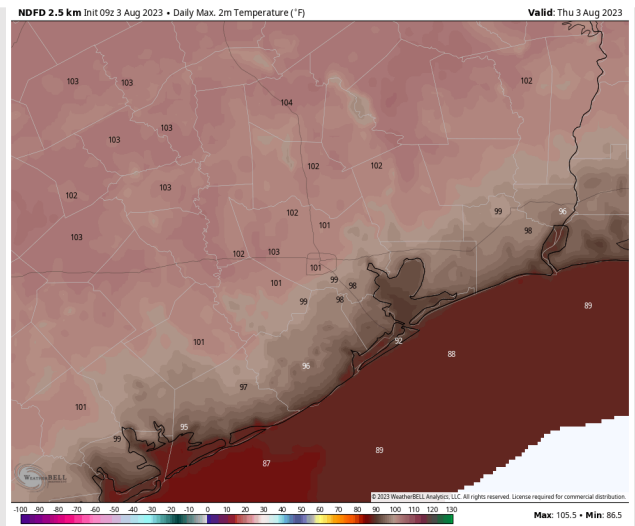 NDFD 2.5 km Init 09z 3 Aug 2023 • Daily Max. 2m Temperature (°F) Valid: Thu 3 Aug 2023
103 103 102
104
103
103
102 102
103
102
102 99 96
101 98
103
102 103
101
101 99 98
99 98 89
101 92
88
96
97
101
95
99
89
87
WeatherBELL
© 2023 WeatherBELL Analytics, LLC. All rights reserved. License required for commercial distribution.
-100 -90 -80 -70 -60 -50 -40 -30 -20 -10 0 10 20 30 40 50 60 70 80 90 100 110 120 130
Max: 105.5 • Min: 86.5